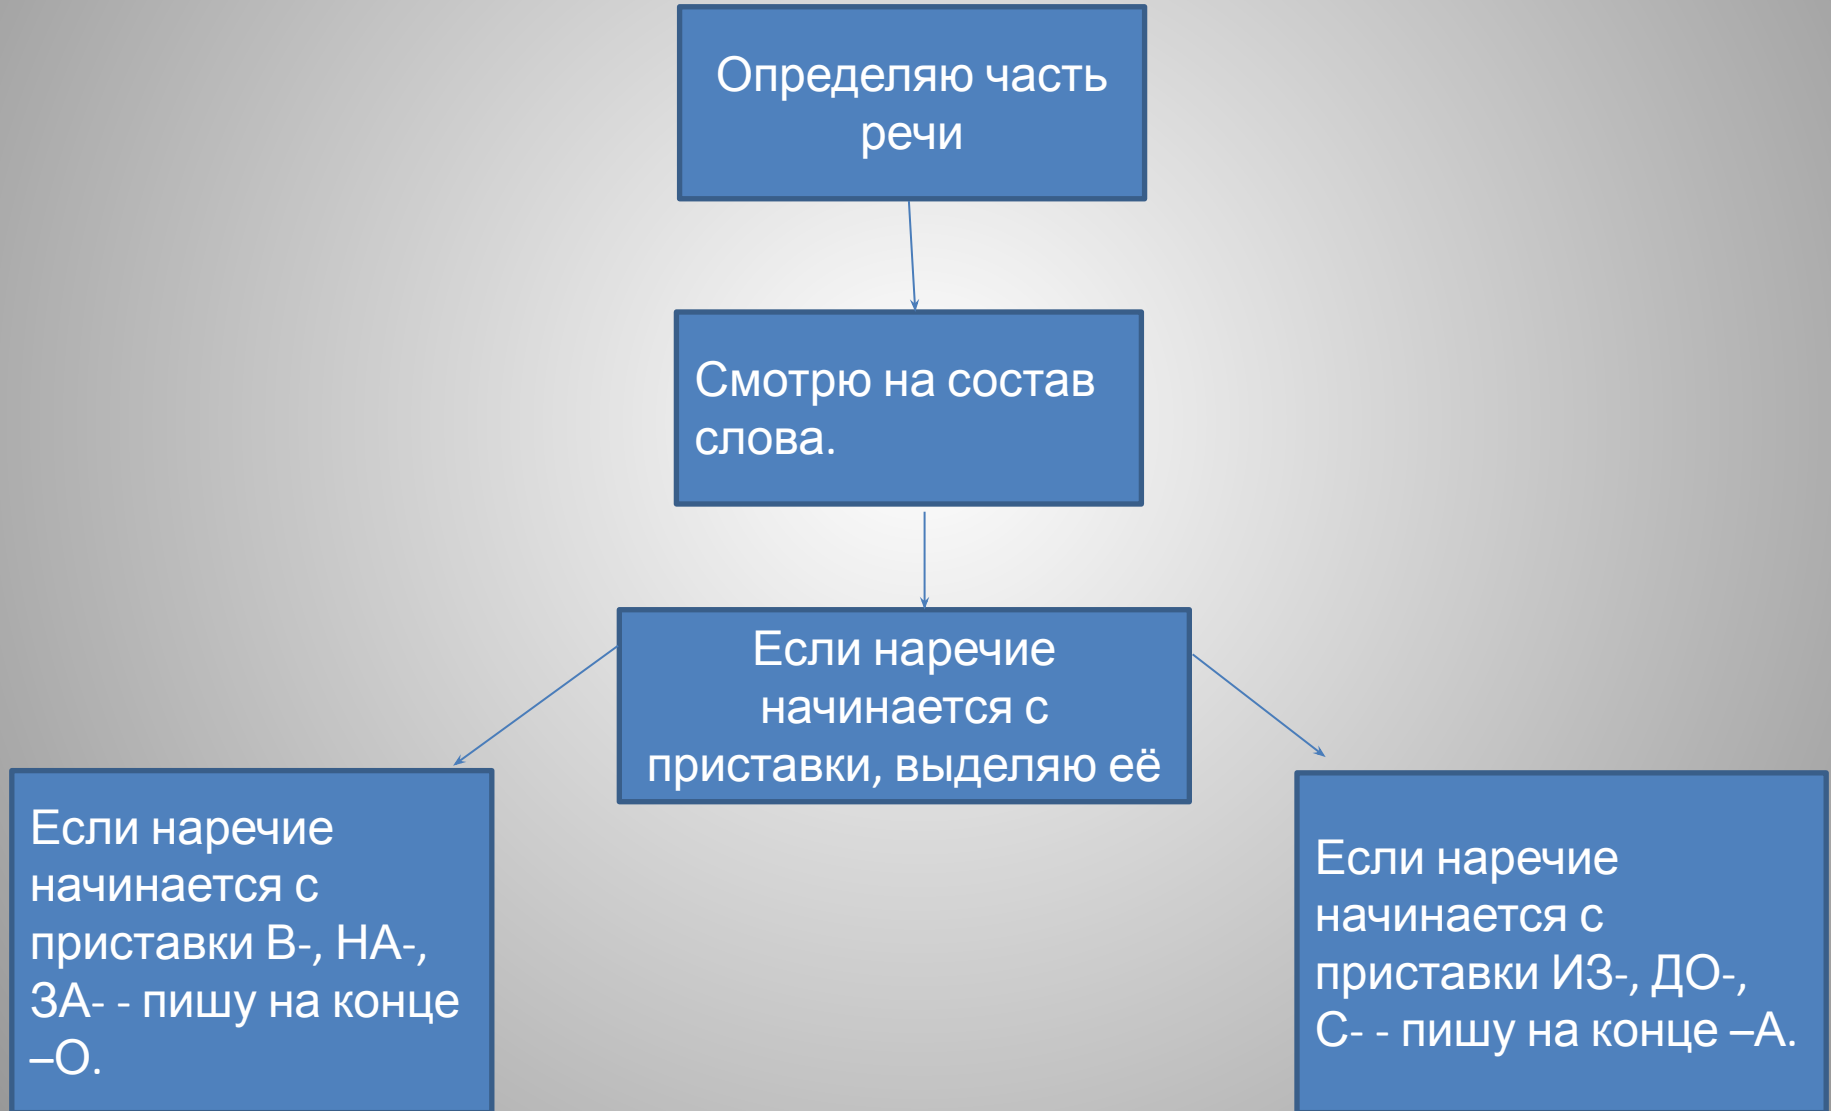 Определяю часть
речи
Смотрю на состав
слова.
Если наречие
начинается с
приставки, выделяю её
Если наречие
начинается с
приставки В-, НА-,
ЗА- - пишу на конце
–О.
Если наречие
начинается с
приставки ИЗ-, ДО-,
С- - пишу на конце –А.